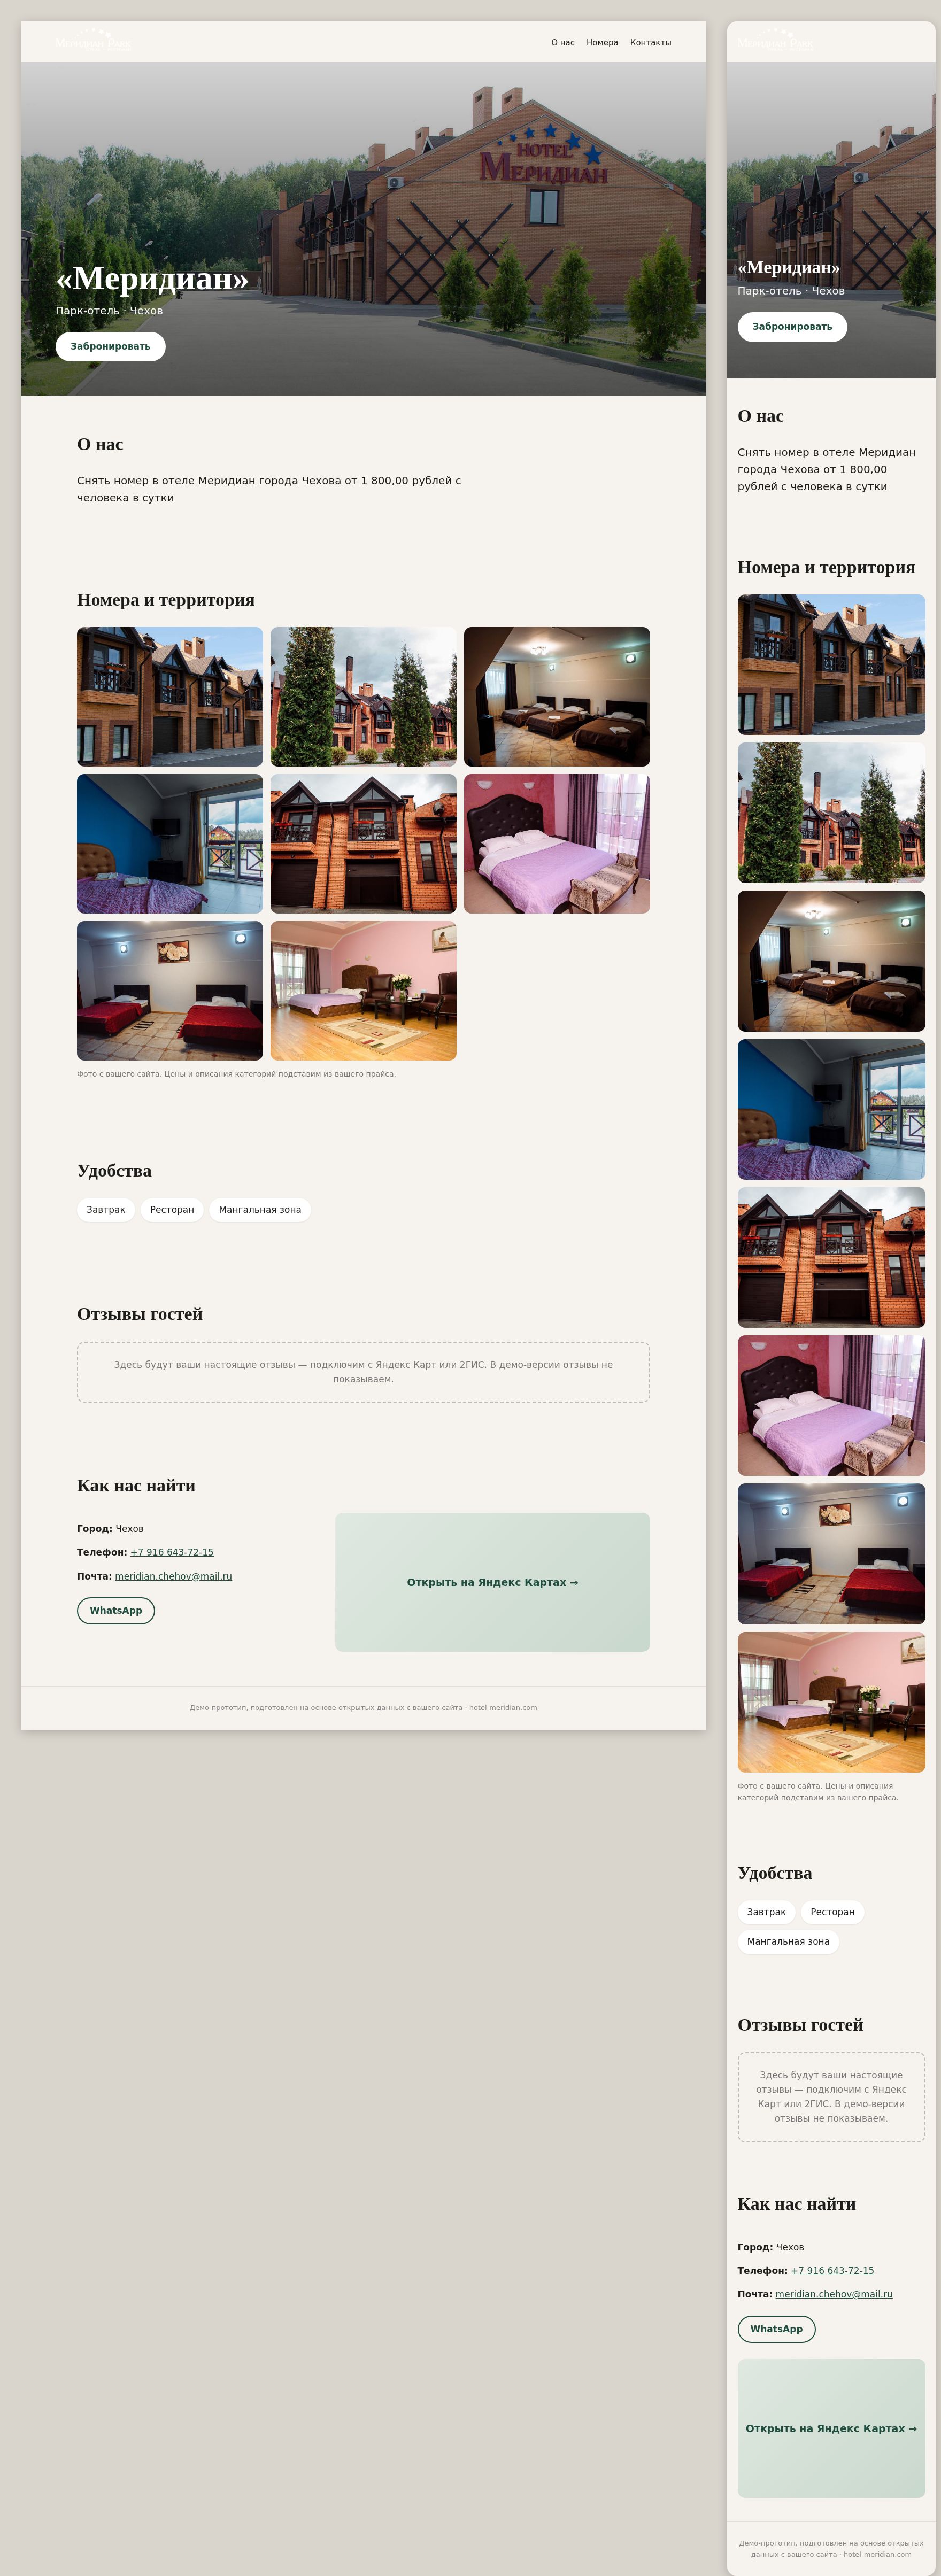 Меридиан Парк
О нас Номера Контакты
HOTEL
МЕРИДИАН
«Меридиан»
Парк-отель · Чехов
Забронировать
О нас
Снять номер в отеле Меридиан города Чехова от 1 800,00 рублей с
человека в сутки
Номера и территория
Фото с вашего сайта. Цены и описания категорий подставим из вашего прайса.
Удобства
Завтрак Ресторан Мангальная зона
Отзывы гостей
Здесь будут ваши настоящие отзывы — подключим с Яндекс Карт или 2ГИС. В демо-версии отзывы не
показываем.
Как нас найти
Город: Чехов
Телефон: +7 916 643-72-15
Почта: meridian.chehov@mail.ru
WhatsApp
Открыть на Яндекс Картах →
Демо-прототип, подготовлен на основе открытых данных с вашего сайта · hotel-meridian.com
Меридиан Парк
«Меридиан»
Парк-отель · Чехов
Забронировать
О нас
Снять номер в отеле Меридиан
города Чехова от 1 800,00
рублей с человека в сутки
Номера и территория
Фото с вашего сайта. Цены и описания
категорий подставим из вашего прайса.
Удобства
Завтрак Ресторан
Мангальная зона
Отзывы гостей
Здесь будут ваши настоящие
отзывы — подключим с Яндекс
Карт или 2ГИС. В демо-версии
отзывы не показываем.
Как нас найти
Город: Чехов
Телефон: +7 916 643-72-15
Почта: meridian.chehov@mail.ru
WhatsApp
Открыть на Яндекс Картах →
Демо-прототип, подготовлен на основе открытых
данных с вашего сайта · hotel-meridian.com